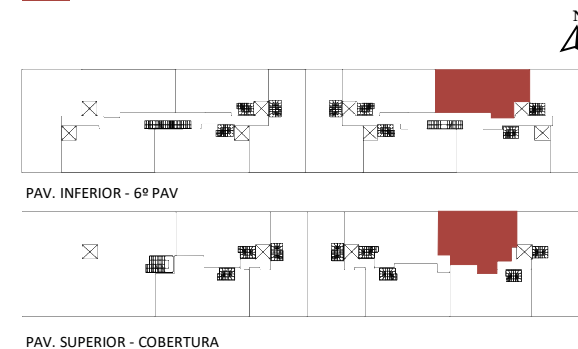 N
PAV. INFERIOR - 6º PAV
PAV. SUPERIOR - COBERTURA